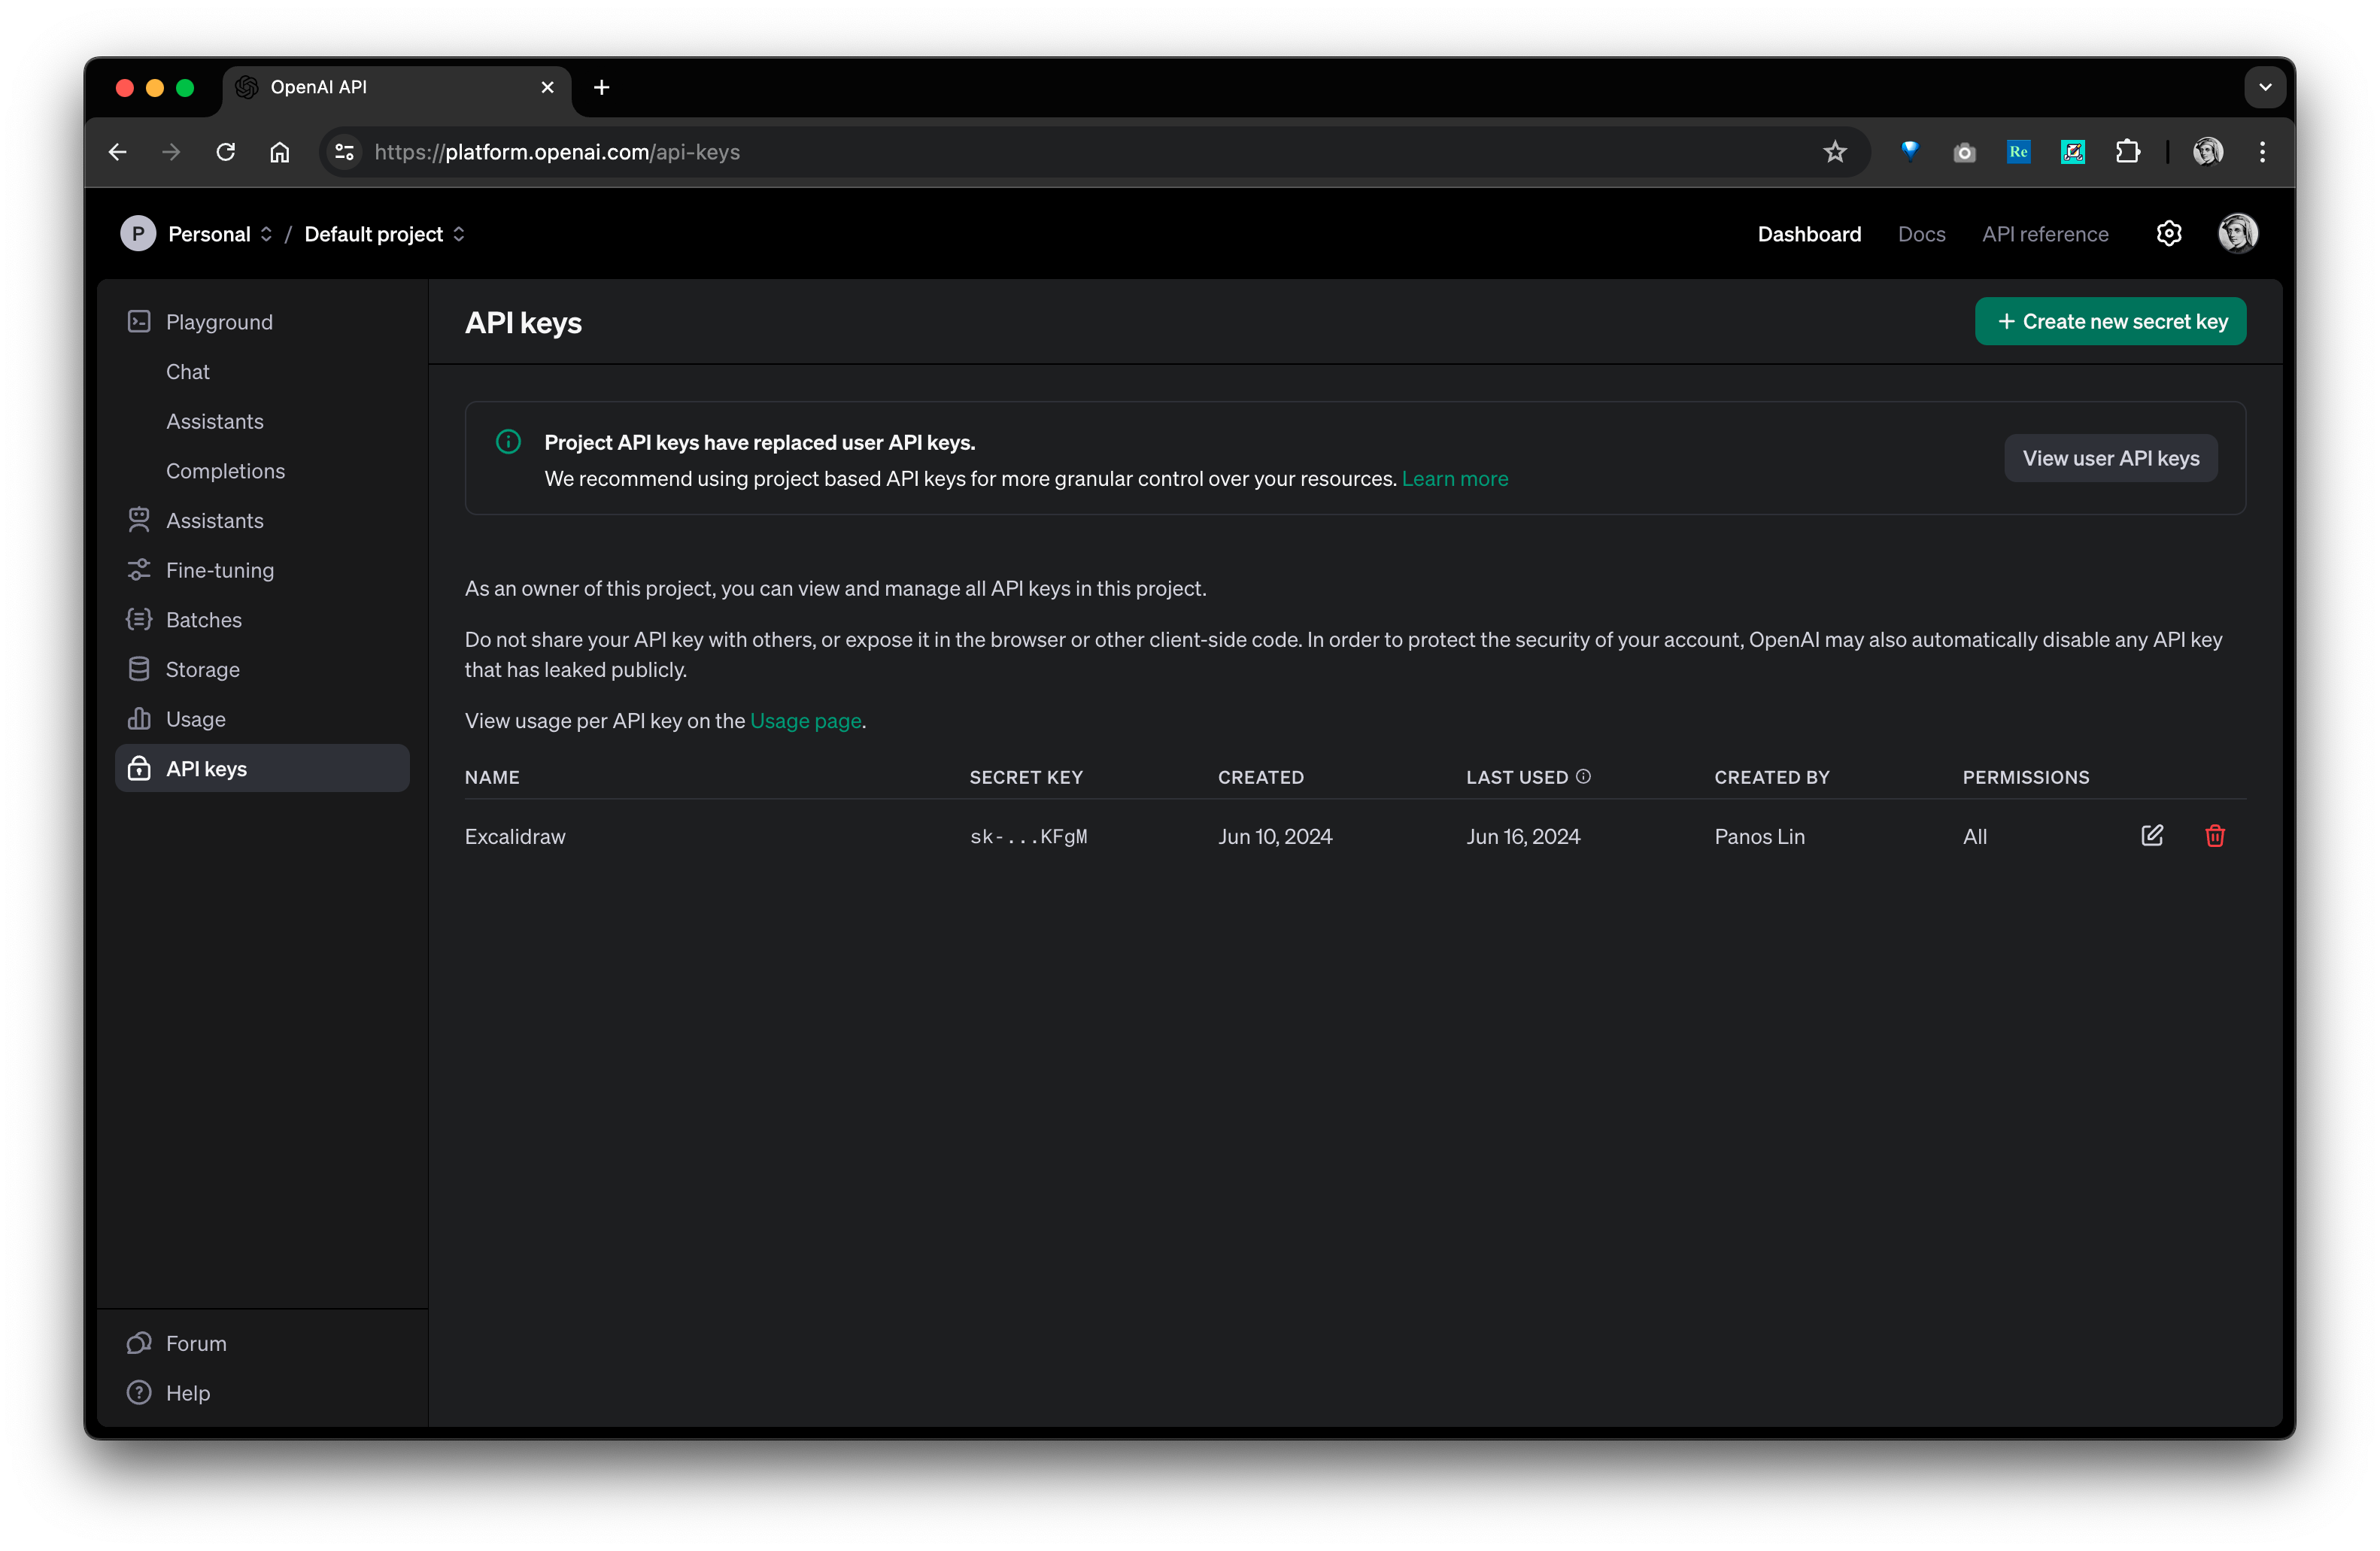 OpenAI API
https://platform.openai.com/api-keys
Re
P Personal / Default project
Dashboard Docs API reference
Playground
Chat
Assistants
Completions
Assistants
Fine-tuning
Batches
Storage
Usage
API keys
Forum
Help
API keys
+ Create new secret key
Project API keys have replaced user API keys.
We recommend using project based API keys for more granular control over your resources. Learn more
View user API keys
As an owner of this project, you can view and manage all API keys in this project.
Do not share your API key with others, or expose it in the browser or other client-side code. In order to protect the security of your account, OpenAI may also automatically disable any API key
that has leaked publicly.
View usage per API key on the Usage page.
NAME SECRET KEY CREATED LAST USED CREATED BY PERMISSIONS
Excalidraw sk-...KFgM Jun 10, 2024 Jun 16, 2024 Panos Lin All